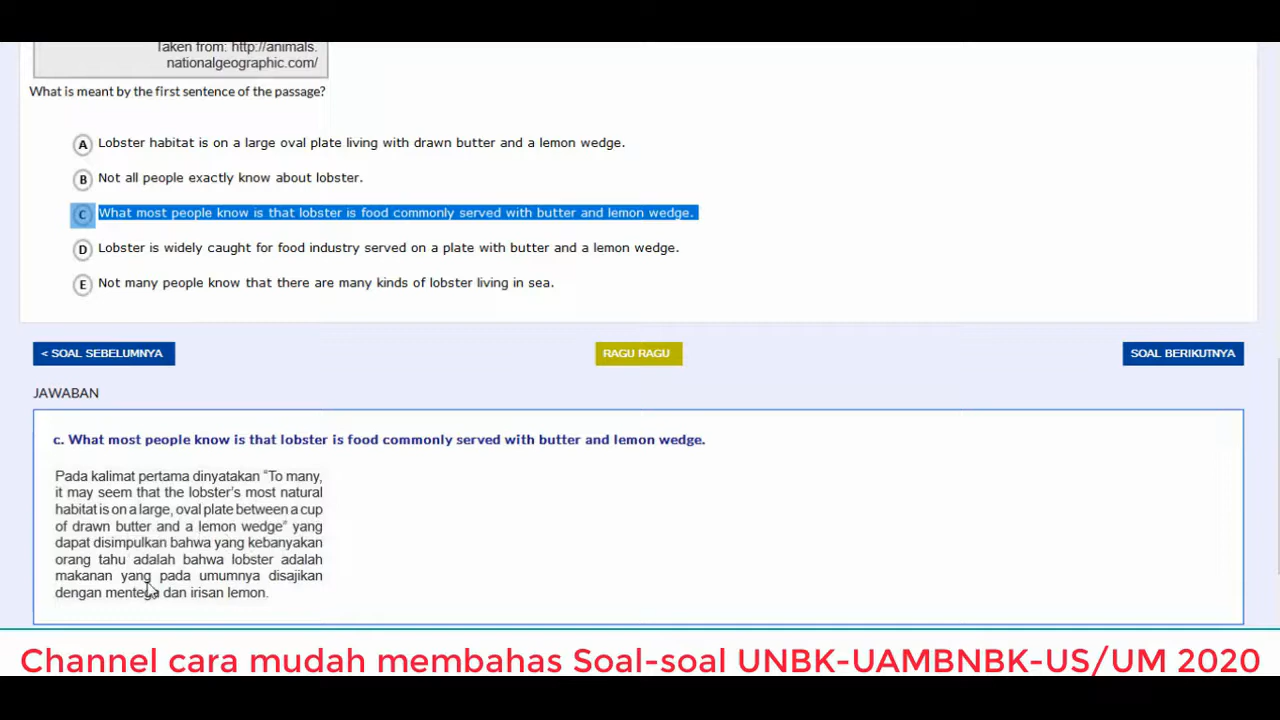 Taken from: http://animals.
nationalgeographic.com/
What is meant by the first sentence of the passage?
A Lobster habitat is on a large oval plate living with drawn butter and a lemon wedge.
B Not all people exactly know about lobster.
C What most people know is that lobster is food commonly served with butter and lemon wedge.
D Lobster is widely caught for food industry served on a plate with butter and a lemon wedge.
E Not many people know that there are many kinds of lobster living in sea.
< SOAL SEBELUMNYA
RAGU RAGU
SOAL BERIKUTNYA
JAWABAN
c. What most people know is that lobster is food commonly served with butter and lemon wedge.
Pada kalimat pertama dinyatakan “To many,
it may seem that the lobster’s most natural
habitat is on a large, oval plate between a cup
of drawn butter and a lemon wedge” yang
dapat disimpulkan bahwa yang kebanyakan
orang tahu adalah bahwa lobster adalah
makanan yang pada umumnya disajikan
dengan mentega dan irisan lemon.
Channel cara mudah membahas Soal-soal UNBK-UAMBNBK-US/UM 2020